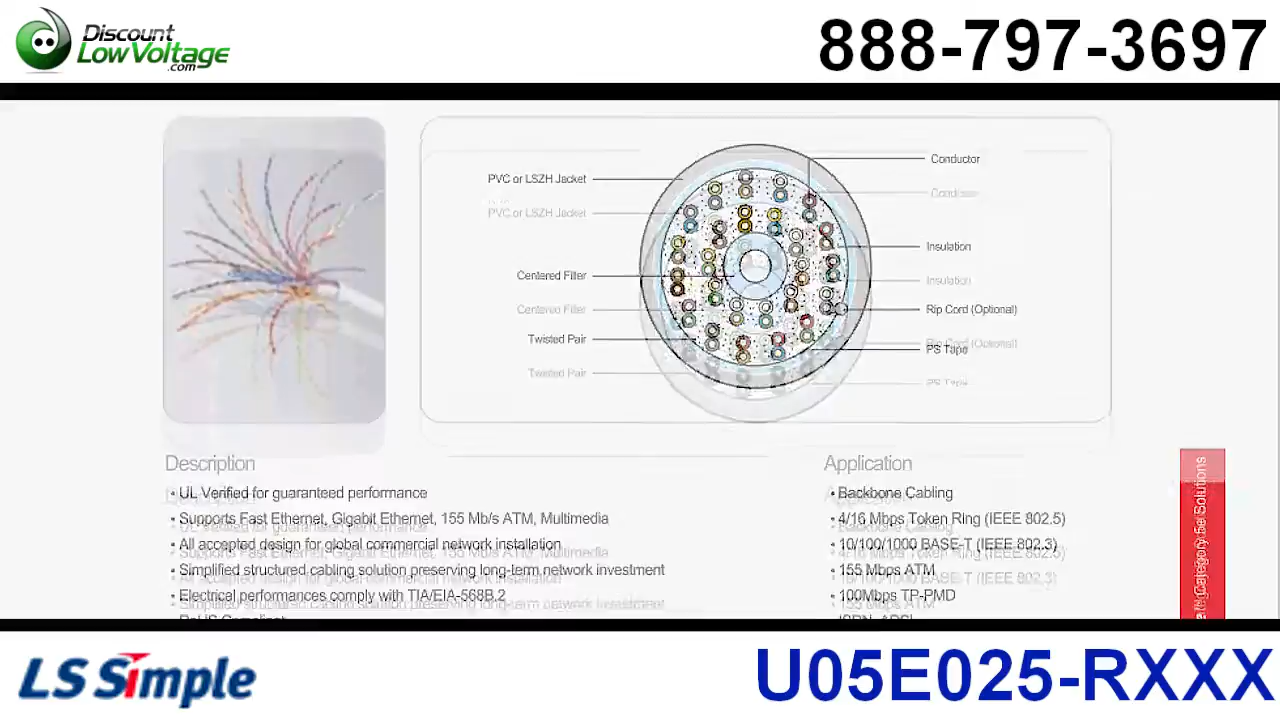 Discount
LowVoltage
.com
888-797-3697
PVC or LSZH Jacket
Centered Filter
Twisted Pair
Conductor
Insulation
Rip Cord (Optional)
PS Tape
Description
• UL Verified for guaranteed performance
• Supports Fast Ethernet, Gigabit Ethernet, 155 Mb/s ATM, Multimedia
• All accepted design for global commercial network installation
• Simplified structured cabling solution preserving long-term network investment
• Electrical performances comply with TIA/EIA-568B.2
Application
• Backbone Cabling
• 4/16 Mbps Token Ring (IEEE 802.5)
• 10/100/1000 BASE-T (IEEE 802.3)
• 155 Mbps ATM
• 100Mbps TP-PMD
Category 5e Solutions
LS Simple
U05E025-RXXX